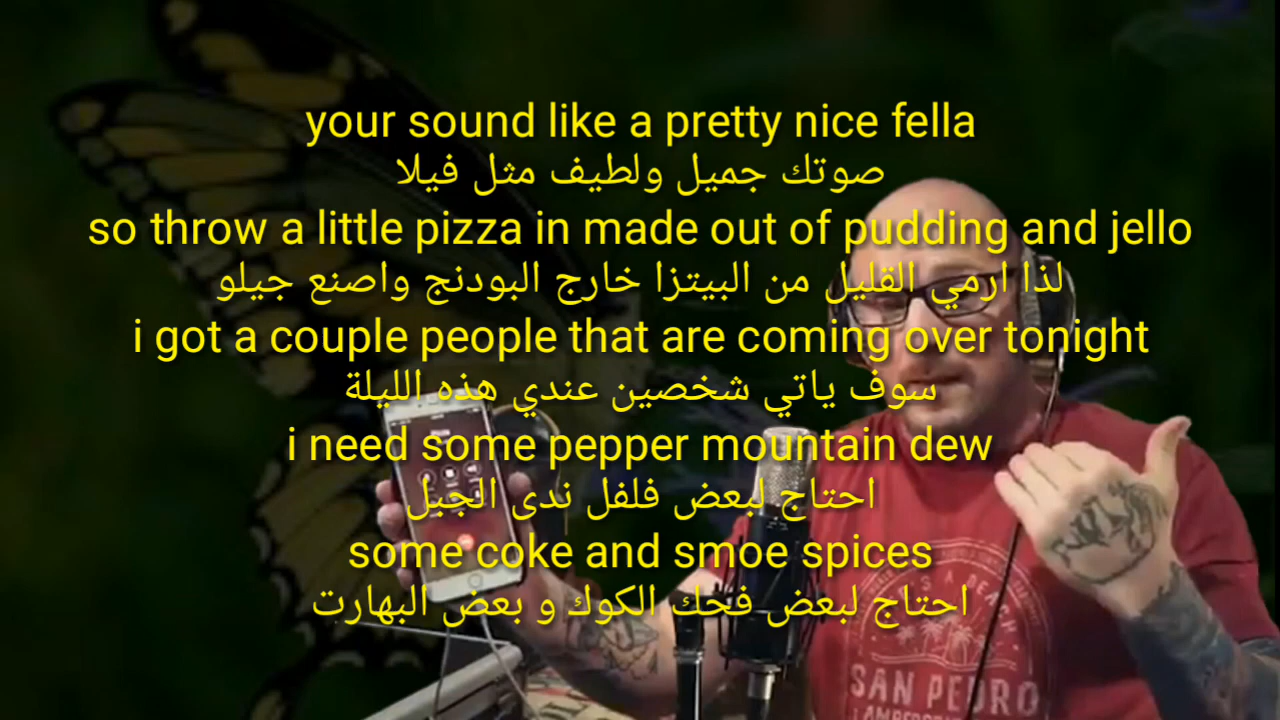 your sound like a pretty nice fella
صوتك جميل ولطيف مثل فيلا
so throw a little pizza in made out of pudding and jello
لذا ارمي القليل من البيتزا خارج البودنج واصنع جيلو
i got a couple people that are coming over tonight
سوف ياتي شخصين عندي هذه الليلة
i need some pepper mountain dew
احتاج لبعض فلفل ندى الجبل
some coke and smoe spices
احتاج لبعض فحك الكوك و بعض البهارت
SAN PEDRO